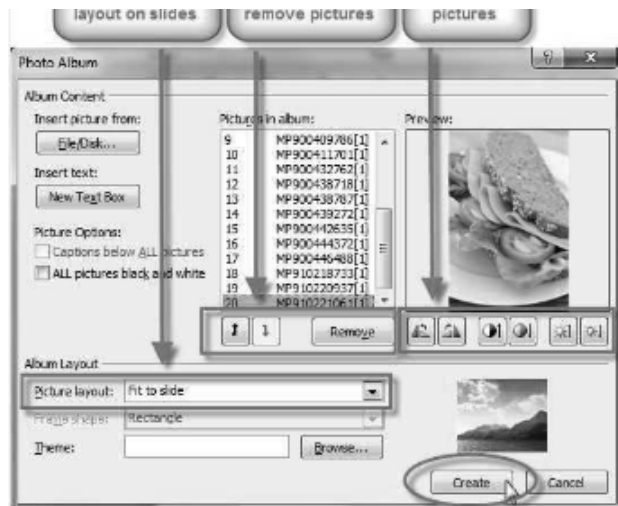 layout on slides
remove pictures
pictures
Photo Album
Album Content
Insert picture from:
File/Disk...
Insert text:
New Text Box
Picture Options:
Captions below ALL pictures
ALL pictures black and white
Pictures in album:
9 MP900409786[1]
10 MP900411701[1]
11 MP900432762[1]
12 MP900438718[1]
13 MP900438787[1]
14 MP900439272[1]
15 MP900442635[1]
16 MP900444372[1]
17 MP900446488[1]
18 MP910218733[1]
19 MP910220937[1]
20 MP910221061[1]
Remove
Preview:
Album Layout
Picture layout: Fit to slide
Frame shape: Rectangle
Theme:
Browse...
Create
Cancel